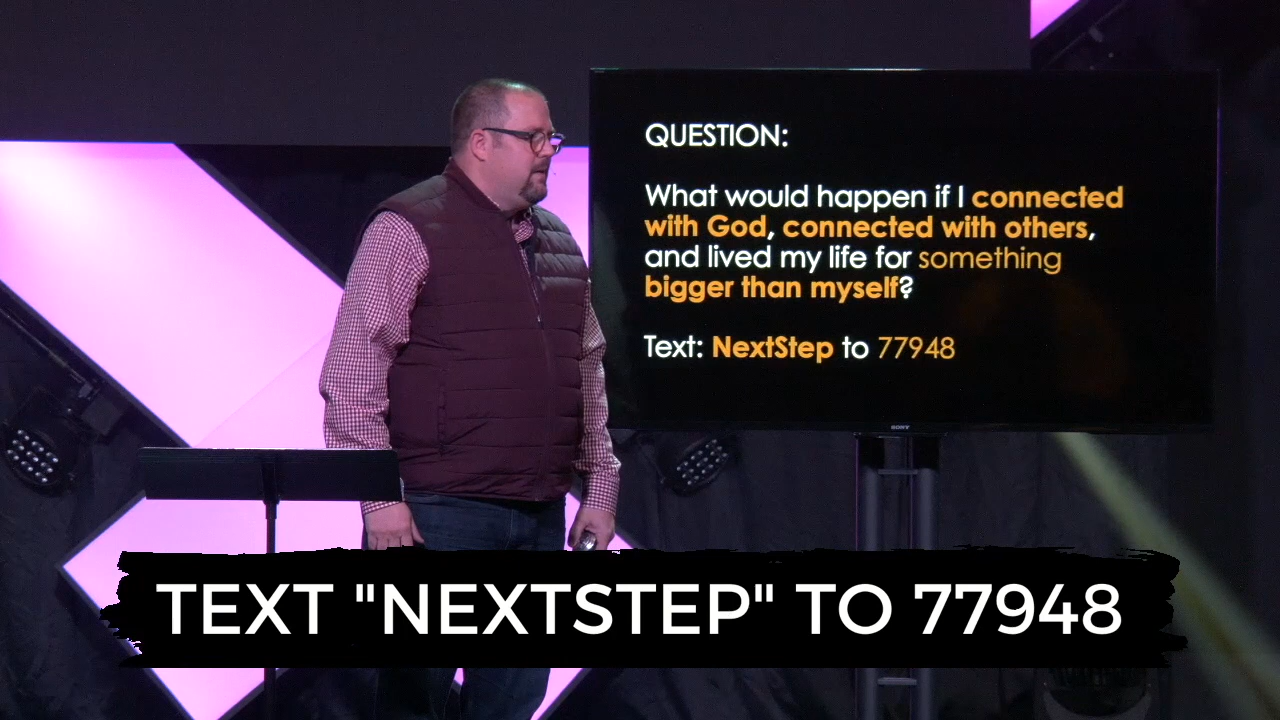 QUESTION:
What would happen if I connected
with God, connected with others,
and lived my life for something
bigger than myself?
Text: NextStep to 77948
SONY
TEXT "NEXTSTEP" TO 77948